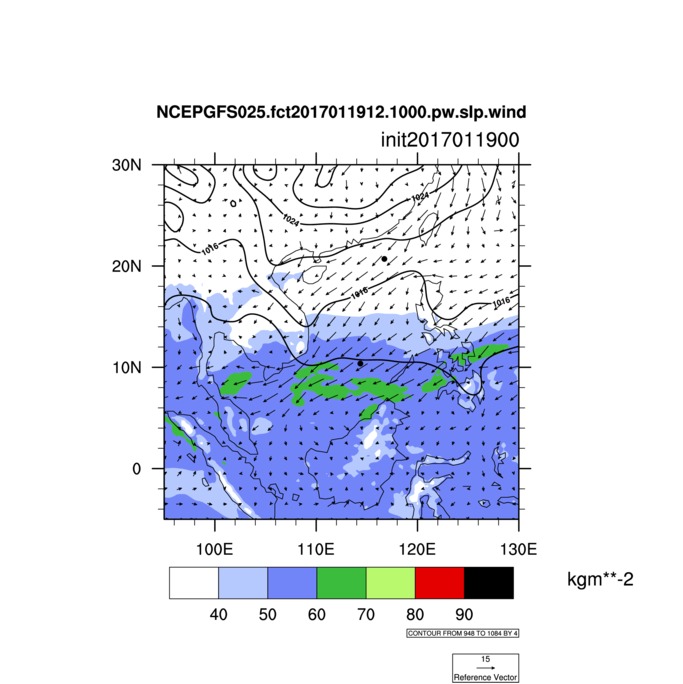 NCEPGFS025.fct2017011912.1000.pw.slp.wind
init2017011900
30N
1024
1024
1016
20N
1016
1016
10N
0
100E
110E
120E
130E
kgm**-2
40
50
60
70
80
90
CONTOUR FROM 948 TO 1084 BY 4
15
Reference Vector